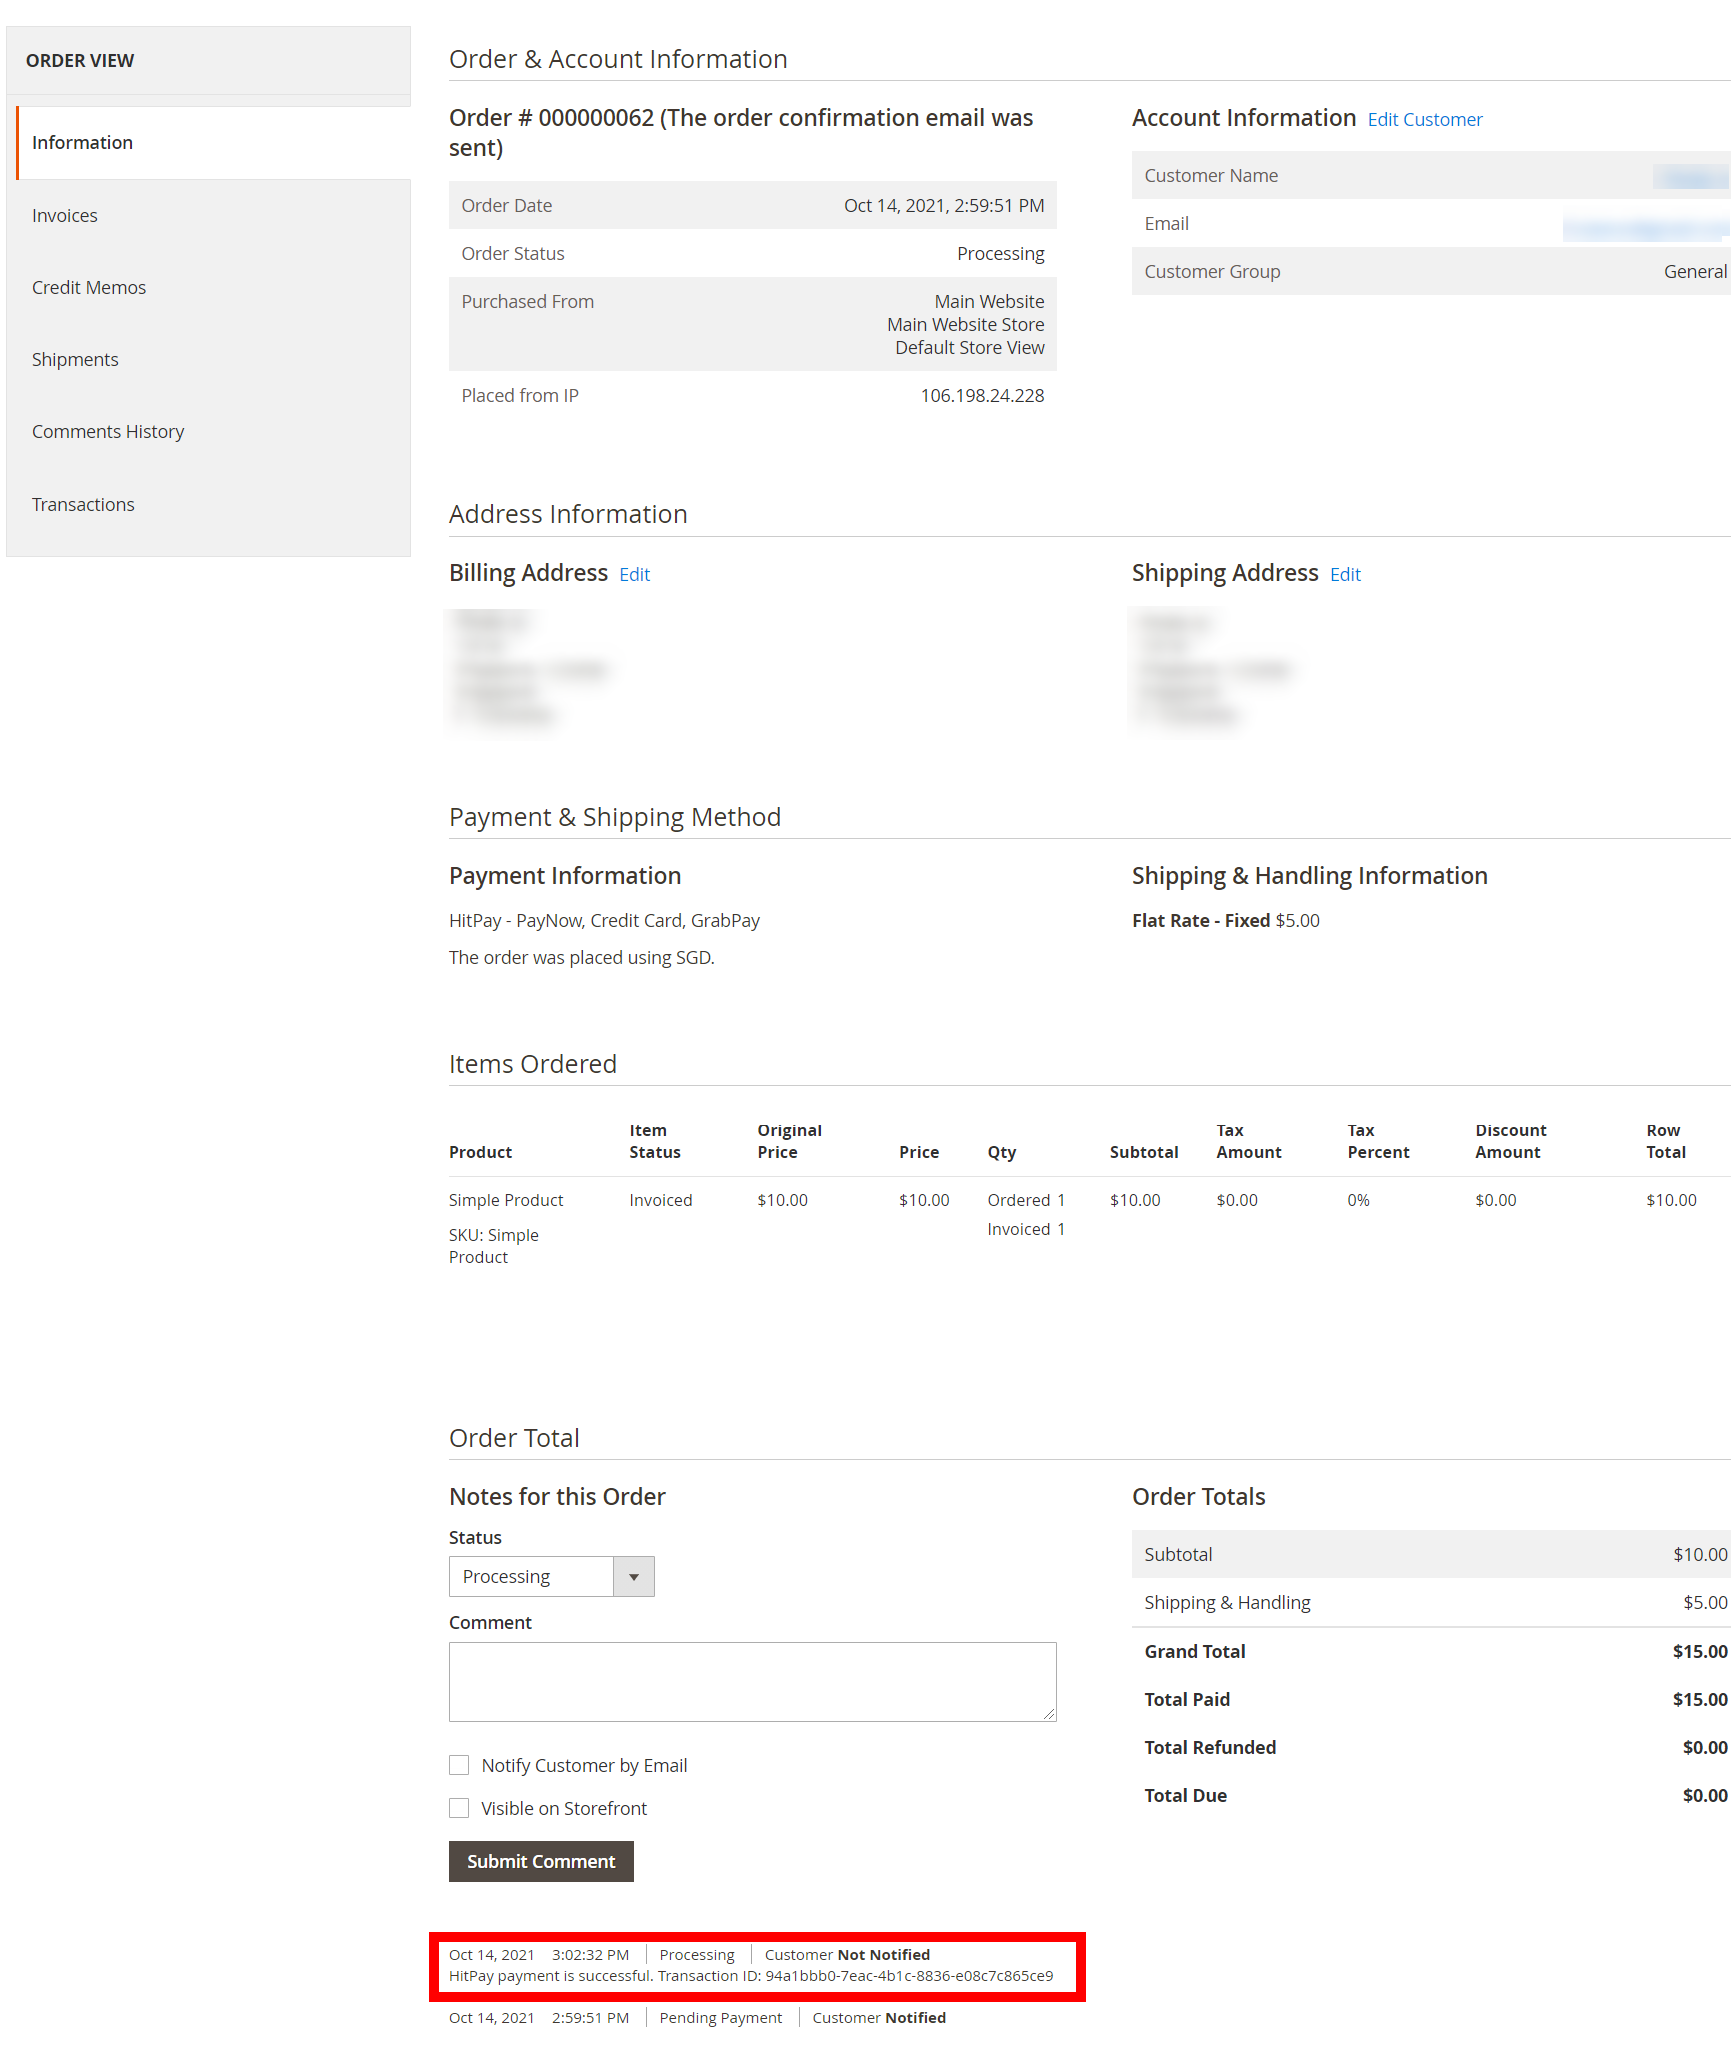 ORDER VIEW
Information
Invoices
Credit Memos
Shipments
Comments History
Transactions
Order & Account Information
Order # 000000062 (The order confirmation email was
sent)
Order Date Oct 14, 2021, 2:59:51 PM
Order Status Processing
Purchased From Main Website
Main Website Store
Default Store View
Placed from IP 106.198.24.228
Account Information Edit Customer
Customer Name
Email
Customer Group General
Address Information
Billing Address Edit
Shipping Address Edit
Payment & Shipping Method
Payment Information
HitPay - PayNow, Credit Card, GrabPay
The order was placed using SGD.
Shipping & Handling Information
Flat Rate - Fixed $5.00
Items Ordered
Product Item Status Original Price Price Qty Subtotal Tax Amount Tax Percent Discount Amount Row Total
Simple Product Invoiced $10.00 $10.00 Ordered 1 $10.00 $0.00 0% $0.00 $10.00
Invoiced 1
SKU: Simple
Product
Order Total
Notes for this Order
Status
Processing
Comment
Notify Customer by Email
Visible on Storefront
Submit Comment
Order Totals
Subtotal $10.00
Shipping & Handling $5.00
Grand Total $15.00
Total Paid $15.00
Total Refunded $0.00
Total Due $0.00
Oct 14, 2021 3:02:32 PM Processing Customer Not Notified
HitPay payment is successful. Transaction ID: 94a1bbb0-7eac-4b1c-8836-e08c7c865ce9
Oct 14, 2021 2:59:51 PM Pending Payment Customer Notified